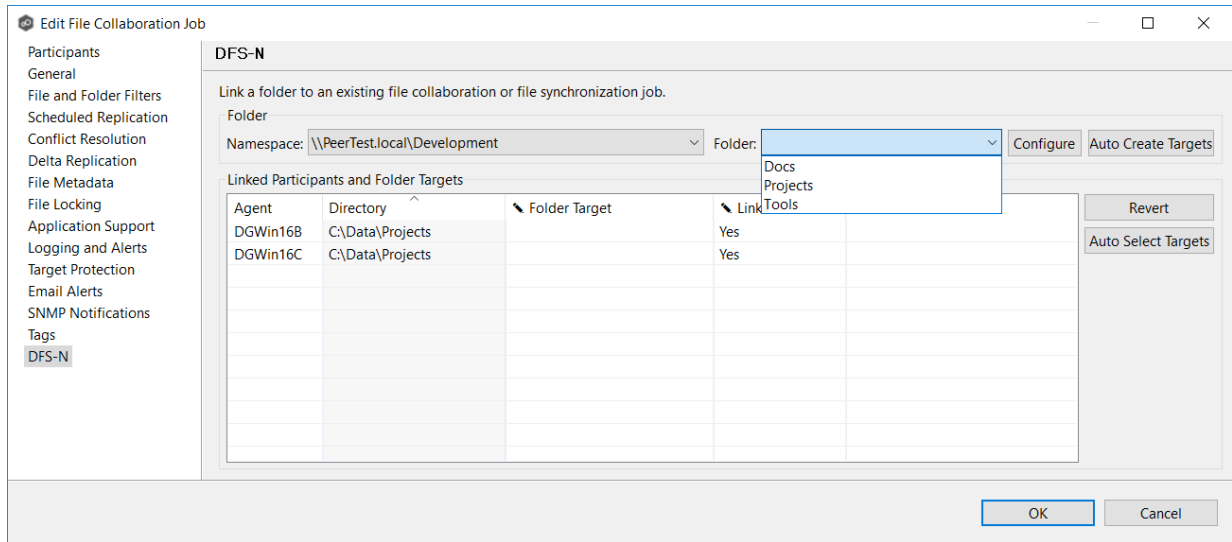 Edit File Collaboration Job
Participants
General
File and Folder Filters
Scheduled Replication
Conflict Resolution
Delta Replication
File Metadata
File Locking
Application Support
Logging and Alerts
Target Protection
Email Alerts
SNMP Notifications
Tags
DFS-N
DFS-N
Link a folder to an existing file collaboration or file synchronization job.
Folder
Namespace: \\PeerTest.local\Development Folder: Configure Auto Create Targets
Docs
Projects
Tools
Linked Participants and Folder Targets
Agent Directory Folder Target Link
DGWin16B C:\Data\Projects Yes
DGWin16C C:\Data\Projects Yes
Revert
Auto Select Targets
OK Cancel